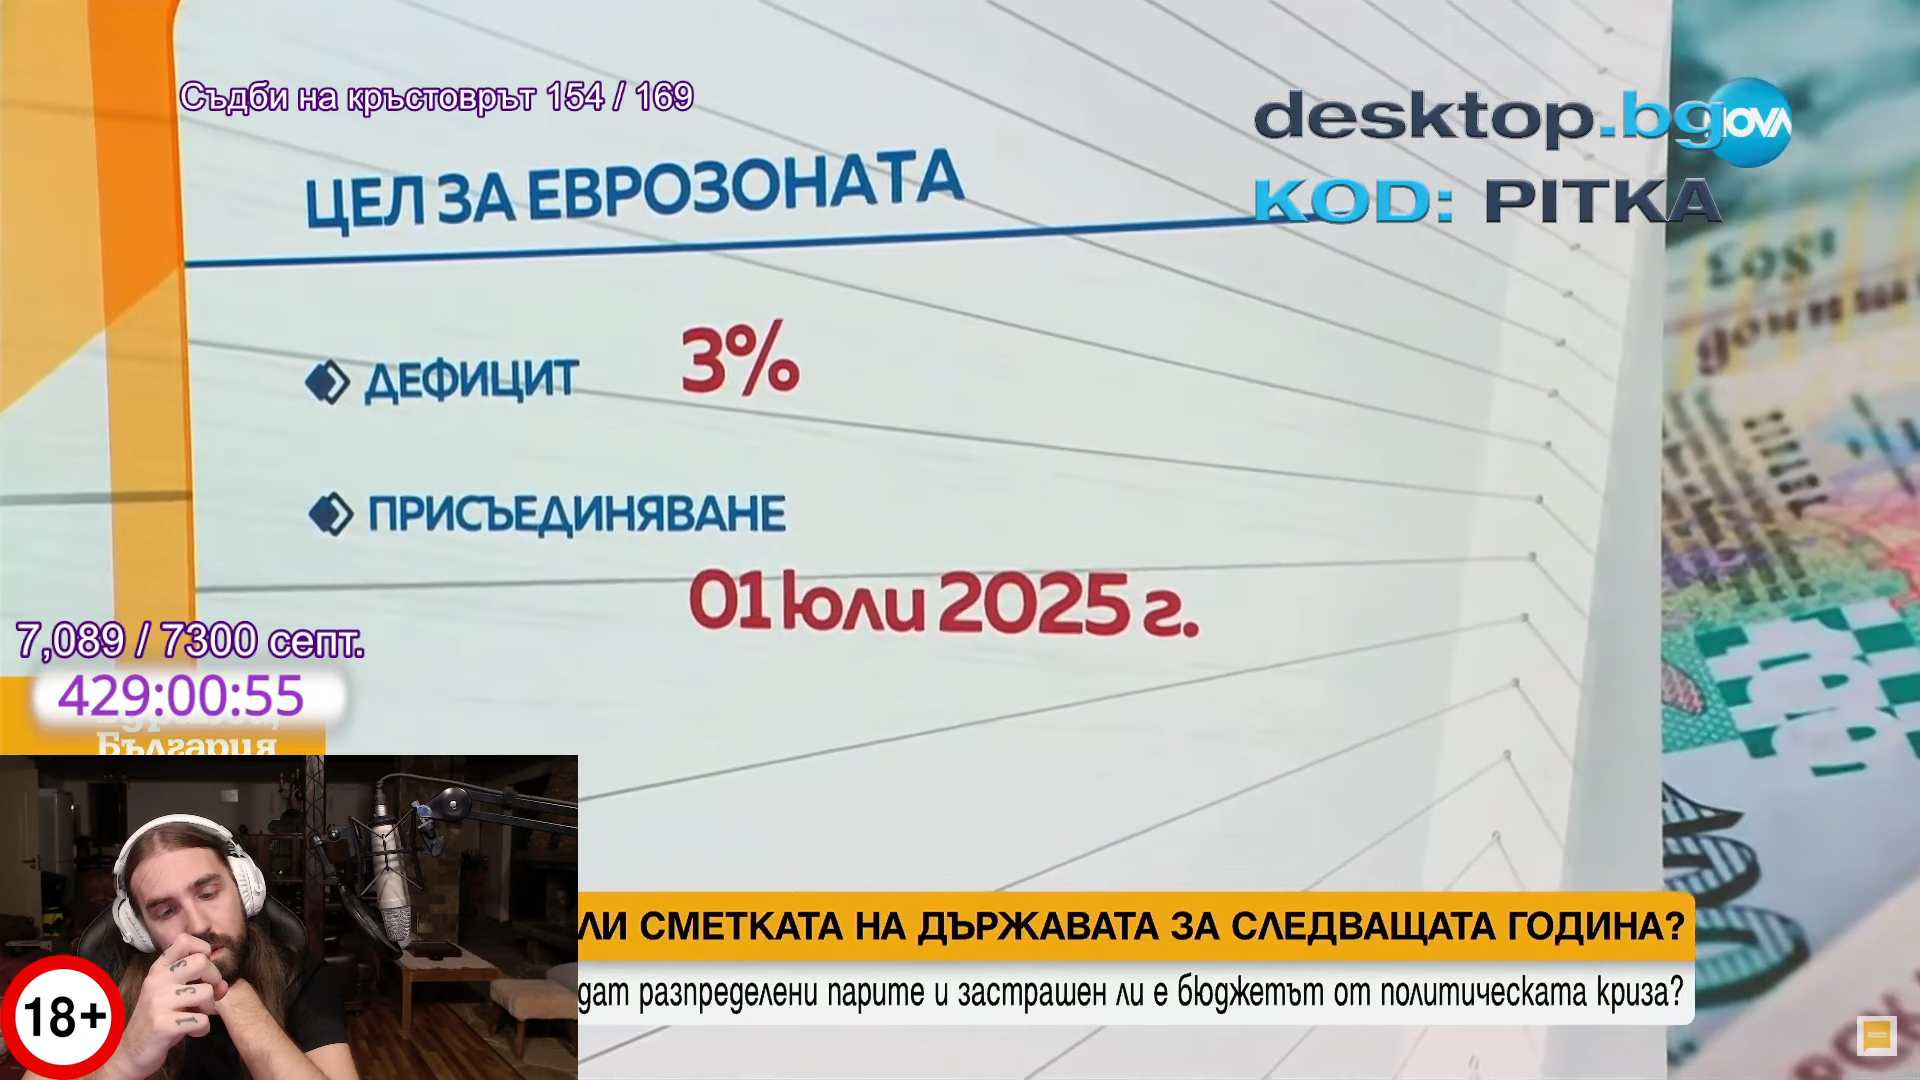 Съдби на кръстоврът 154 / 169
desktop.bg
NOVA
KOD: PITKA
ЦЕЛ ЗА ЕВРОЗОНАТА
ДЕФИЦИТ 3%
ПРИСЪЕДИНЯВАНЕ
01 юли 2025 г.
7,089 / 7300 септ.
429:00:55
България
ЛИ СМЕТКАТА НА ДЪРЖАВАТА ЗА СЛЕДВАЩАТА ГОДИНА?
дат разпределени парите и застрашен ли е бюджетът от политическата криза?
18+